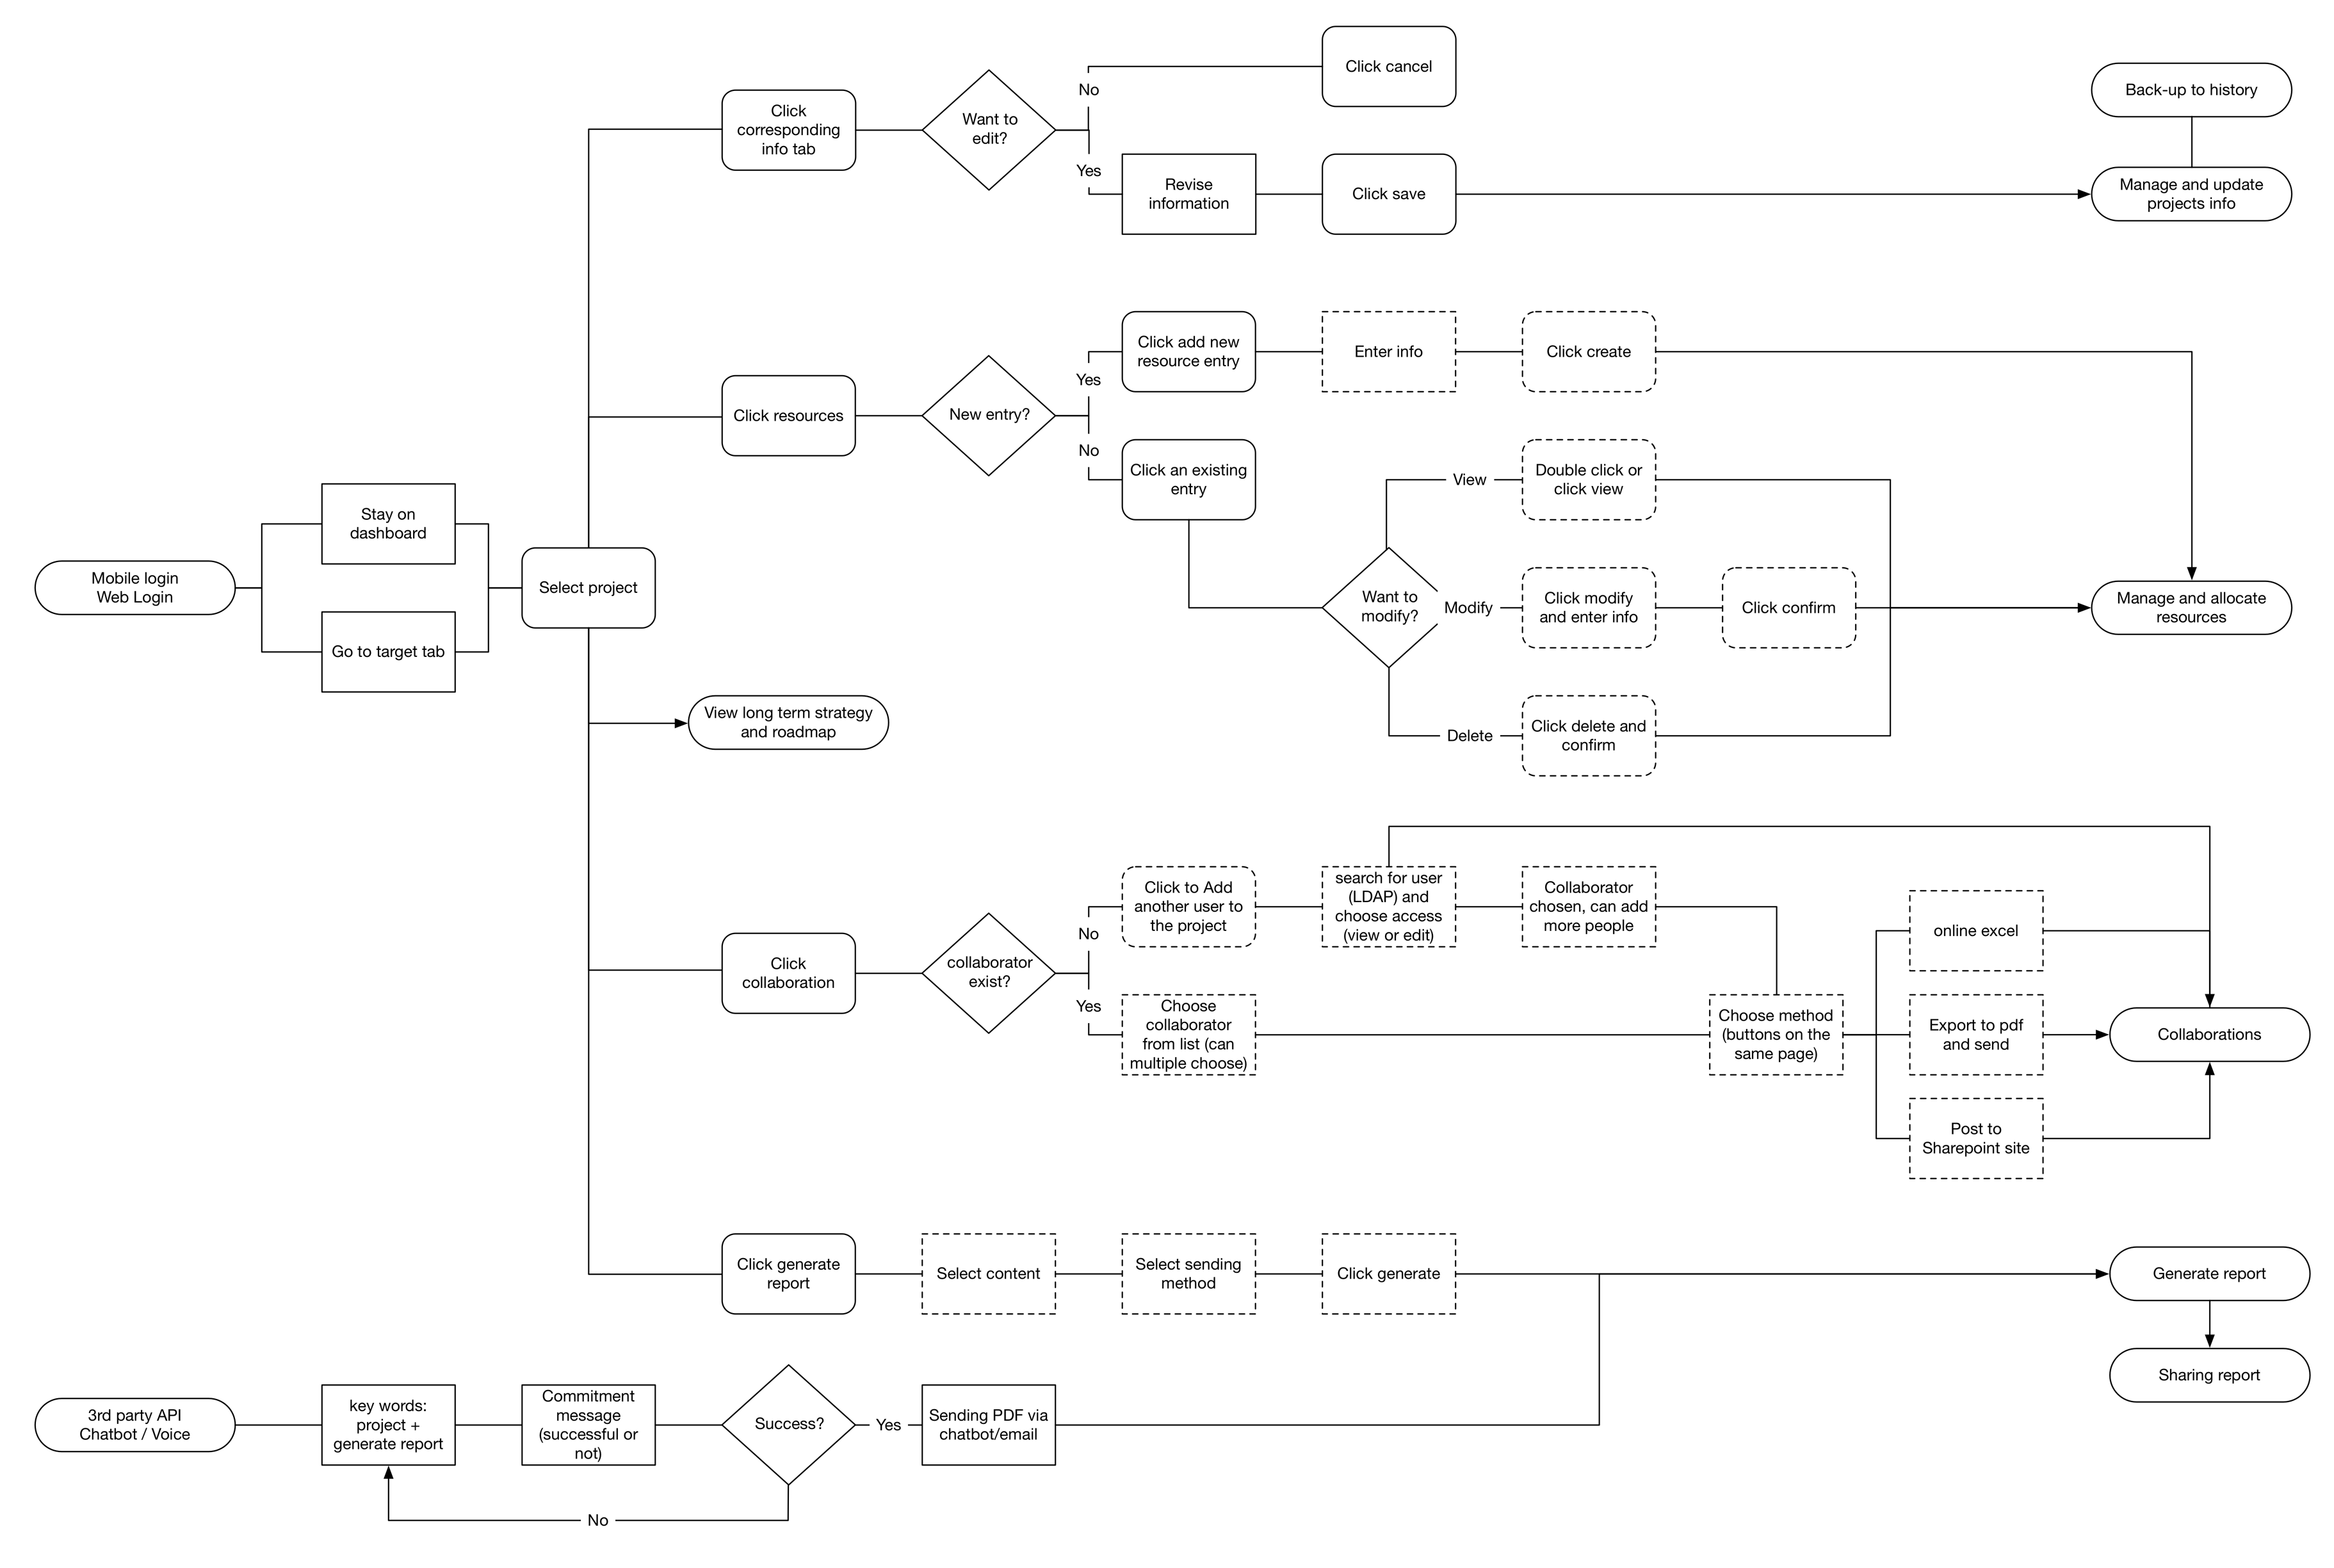 Click cancel
No
Back-up to history
Click
corresponding
info tab
Want to
edit?
Yes
Revise
information
Click save
Manage and update
projects info
Click add new
resource entry
Enter info
Click create
Yes
Click resources
New entry?
No
Click an existing
entry
View
Double click or
click view
Stay on
dashboard
Mobile login
Web Login
Select project
Go to target tab
Want to
modify?
Modify
Click modify
and enter info
Click confirm
Manage and allocate
resources
View long term strategy
and roadmap
Delete
Click delete and
confirm
Click to Add
another user to
the project
search for user
(LDAP) and
choose access
(view or edit)
Collaborator
chosen, can add
more people
online excel
No
Click
collaboration
collaborator
exist?
Yes
Choose
collaborator
from list (can
multiple choose)
Choose method
(buttons on the
same page)
Export to pdf
and send
Collaborations
Post to
Sharepoint site
Click generate
report
Select content
Select sending
method
Click generate
Generate report
Sharing report
3rd party API
Chatbot / Voice
key words:
project +
generate report
Commitment
message
(successful or
not)
Success?
Yes
Sending PDF via
chatbot/email
No